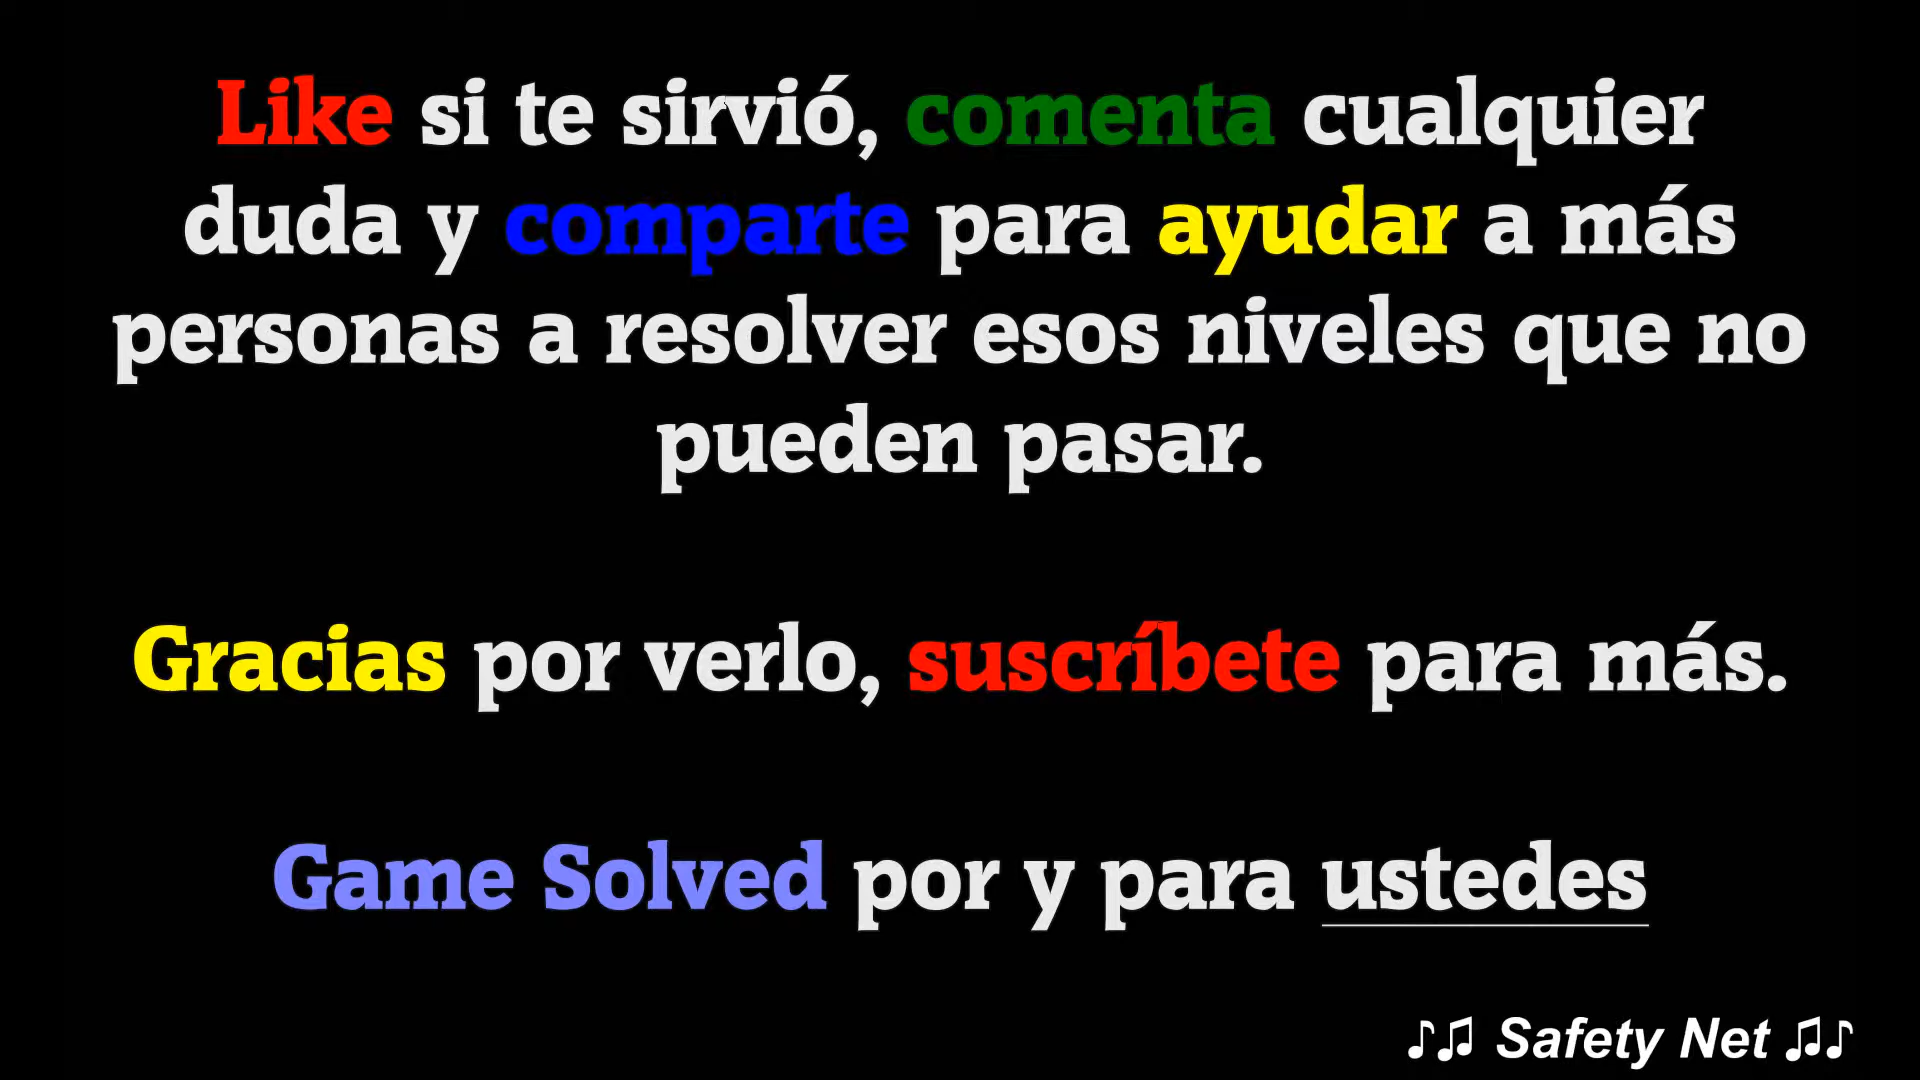 Like si te sirvió, comenta cualquier
duda y comparte para ayudar a más
personas a resolver esos niveles que no
pueden pasar.
Gracias por verlo, suscríbete para más.
Game Solved por y para ustedes
♪♫ Safety Net ♫♪